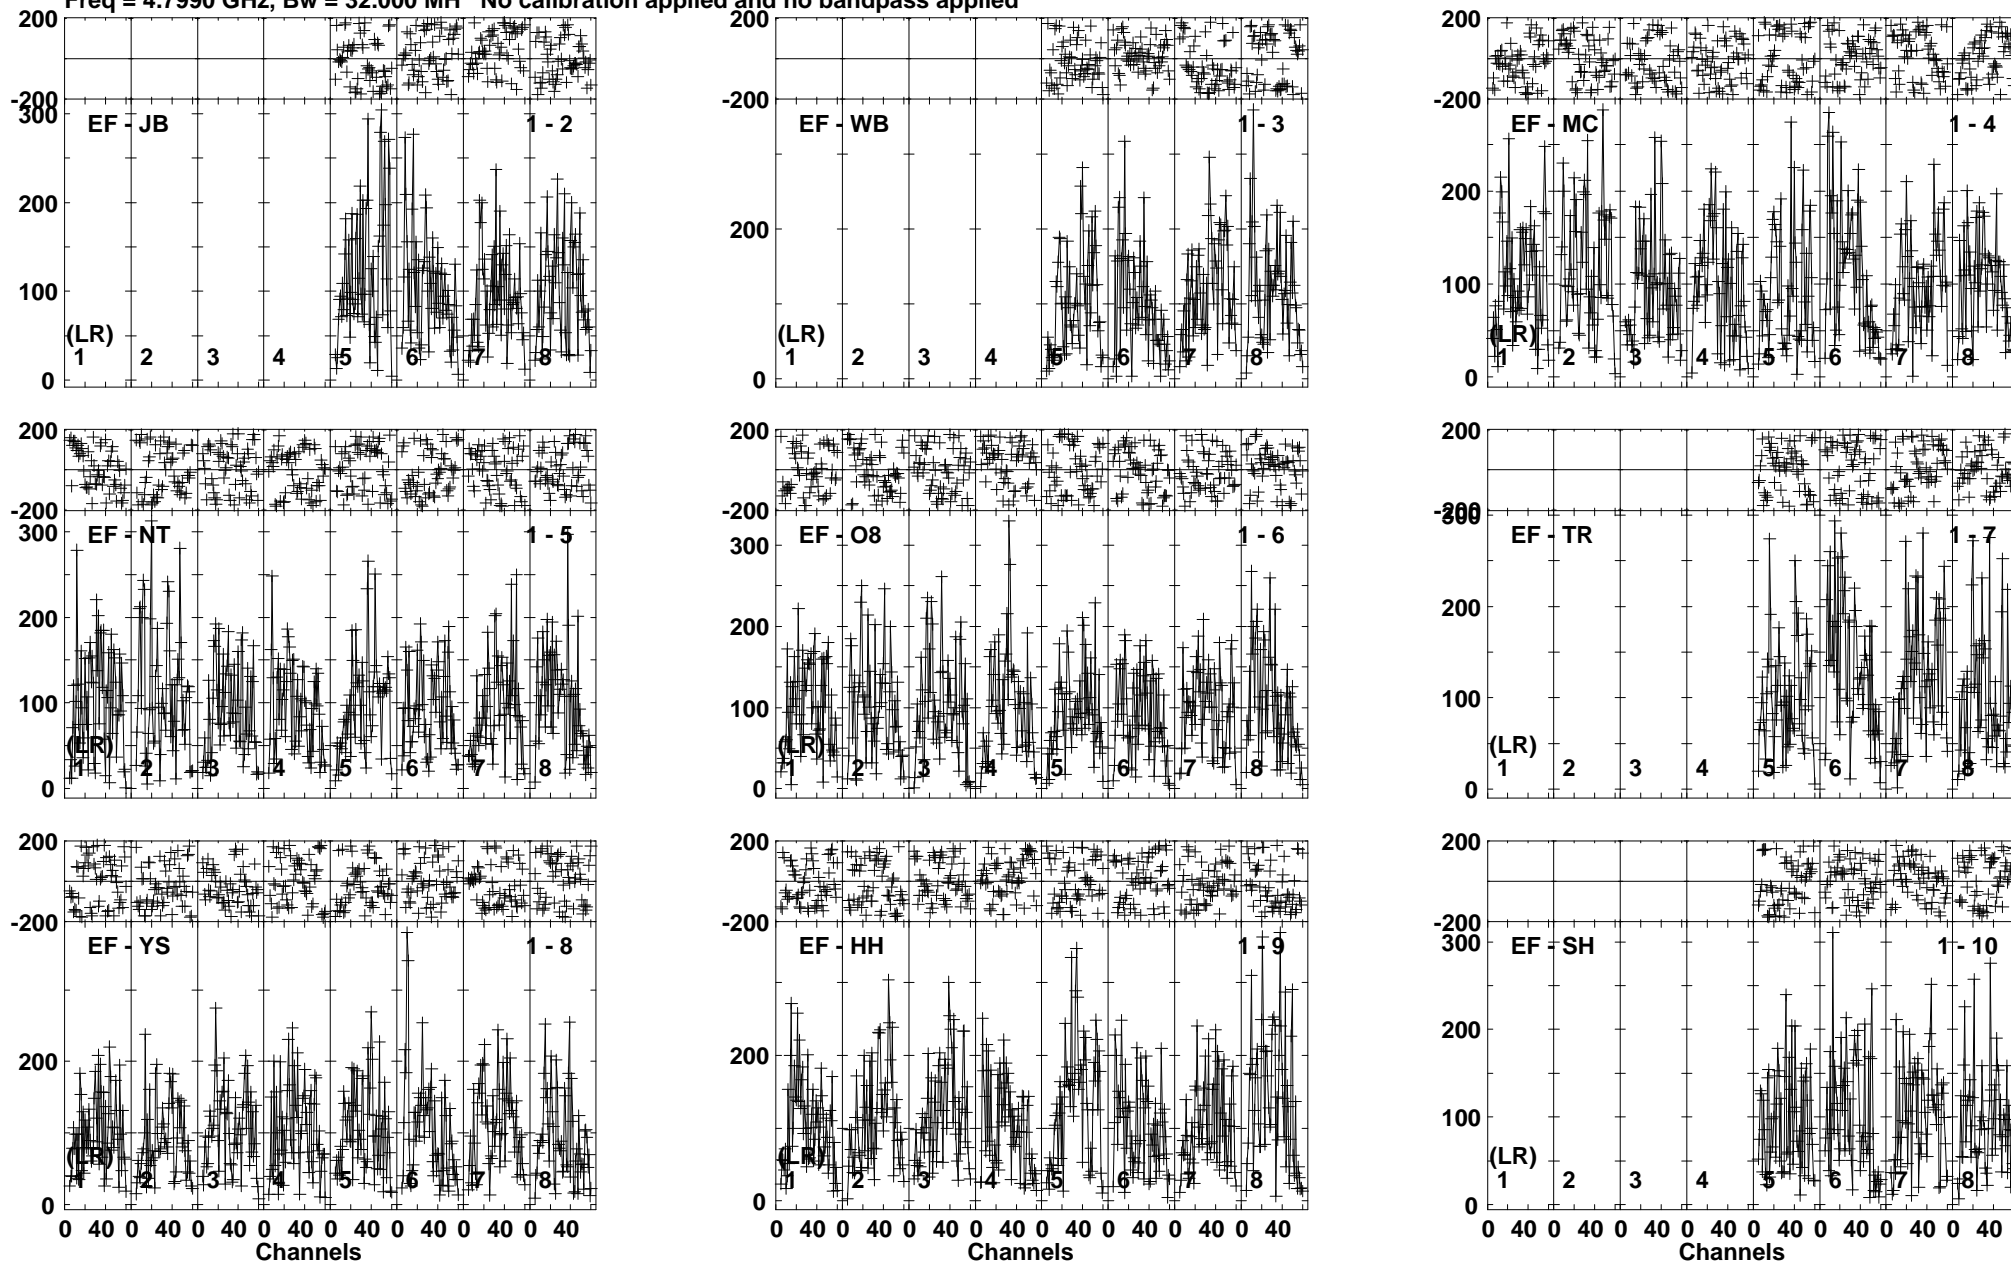 Freq = 4.7990 GHz, Bw = 32.000 MH No calibration applied and no bandpass applied
200 200 200
-200 -200 -200
300 EF - JB 1 - 2 EF - WB 1 - 3 EF - MC 1 - 4
200 200 200
100 100
(LR) (LR) (LR)
1 2 3 4 5 6 7 8 1 2 3 4 5 6 7 8 1 2 3 4 5 6 7 8
0 0 0
200 200 200
-200 -200 -200
300 EF - NT 1 - 5 300 EF - O8 1 - 6 300 EF - TR 1 - 7
200 200 200
100 100 100
(LR) (LR) (LR)
1 2 3 4 5 6 7 8 1 2 3 4 5 6 7 8 1 2 3 4 5 6 7 8
0 0 0
200 200 200
-200 -200 -200
EF - YS 1 - 8 EF - HH 1 - 9 300 EF - SH 1 - 10
200 200 200
100
(LR) (LR) (LR)
1 2 3 4 5 6 7 8 1 2 3 4 5 6 7 8 1 2 3 4 5 6 7 8
0 0 0
0 40 0 40 0 40 0 40 0 40 0 40 0 40 0 40 0 40 0 40 0 40 0 40 0 40 0 40 0 40 0 40 0 40 0 40 0 40 0 40 0 40 0 40 0 40 0 40
Channels Channels Channels